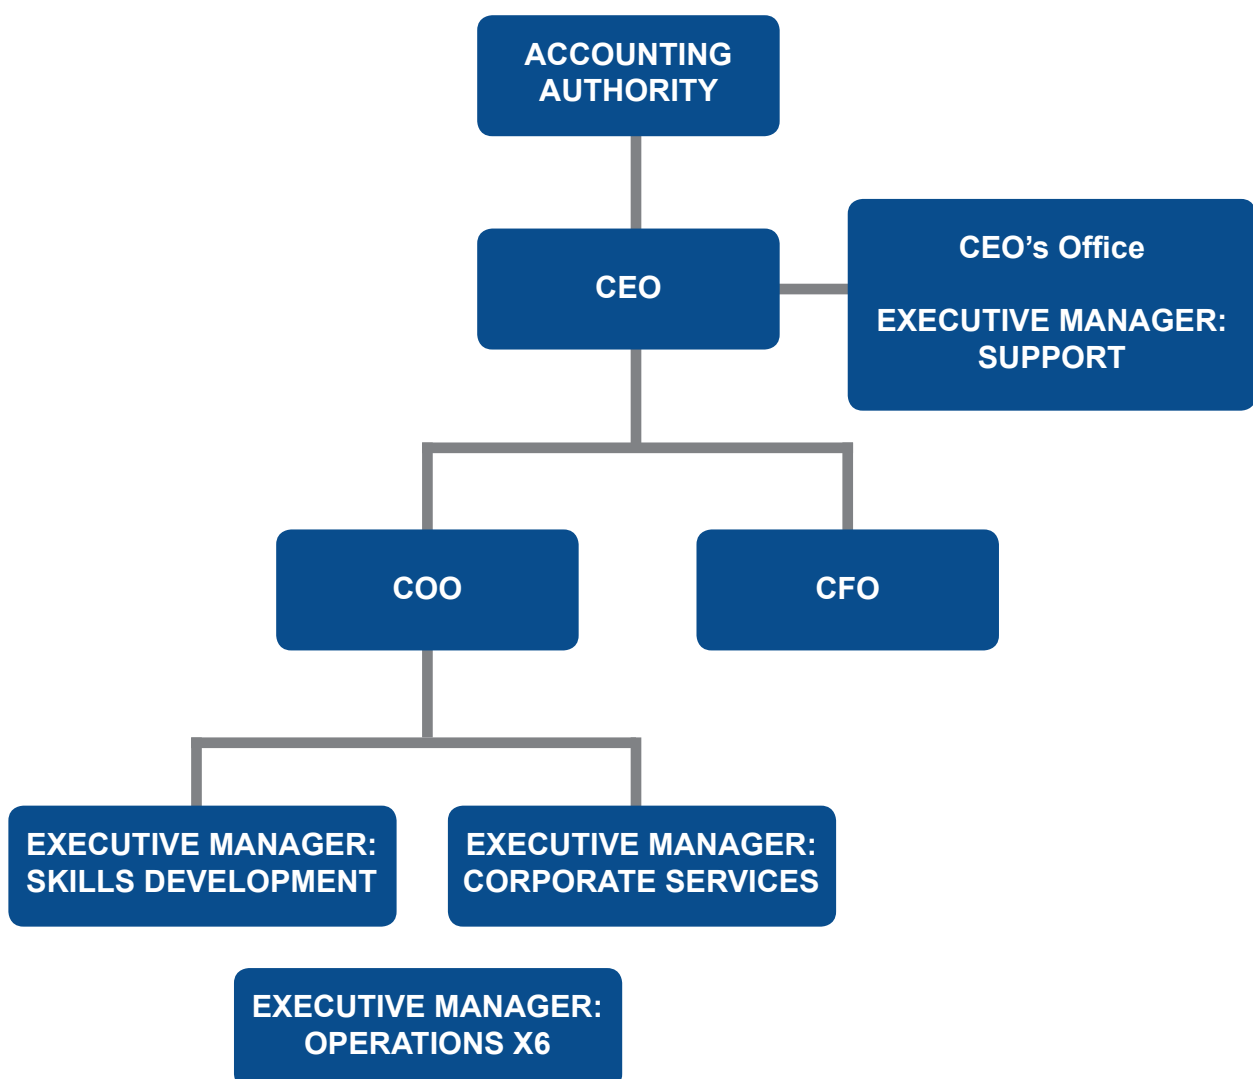 ACCOUNTING
AUTHORITY
CEO
CEO’s Office
EXECUTIVE MANAGER:
SUPPORT
COO
CFO
EXECUTIVE MANAGER:
SKILLS DEVELOPMENT
EXECUTIVE MANAGER:
CORPORATE SERVICES
EXECUTIVE MANAGER:
OPERATIONS X6